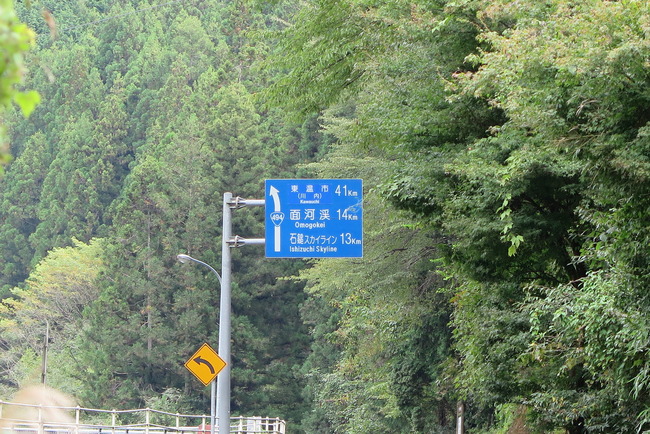 東温市 41Km
(川内)
Kawauchi
494
面河渓 14Km
Omogokei
石鎚スカイライン 13Km
Ishizuchi Skyline